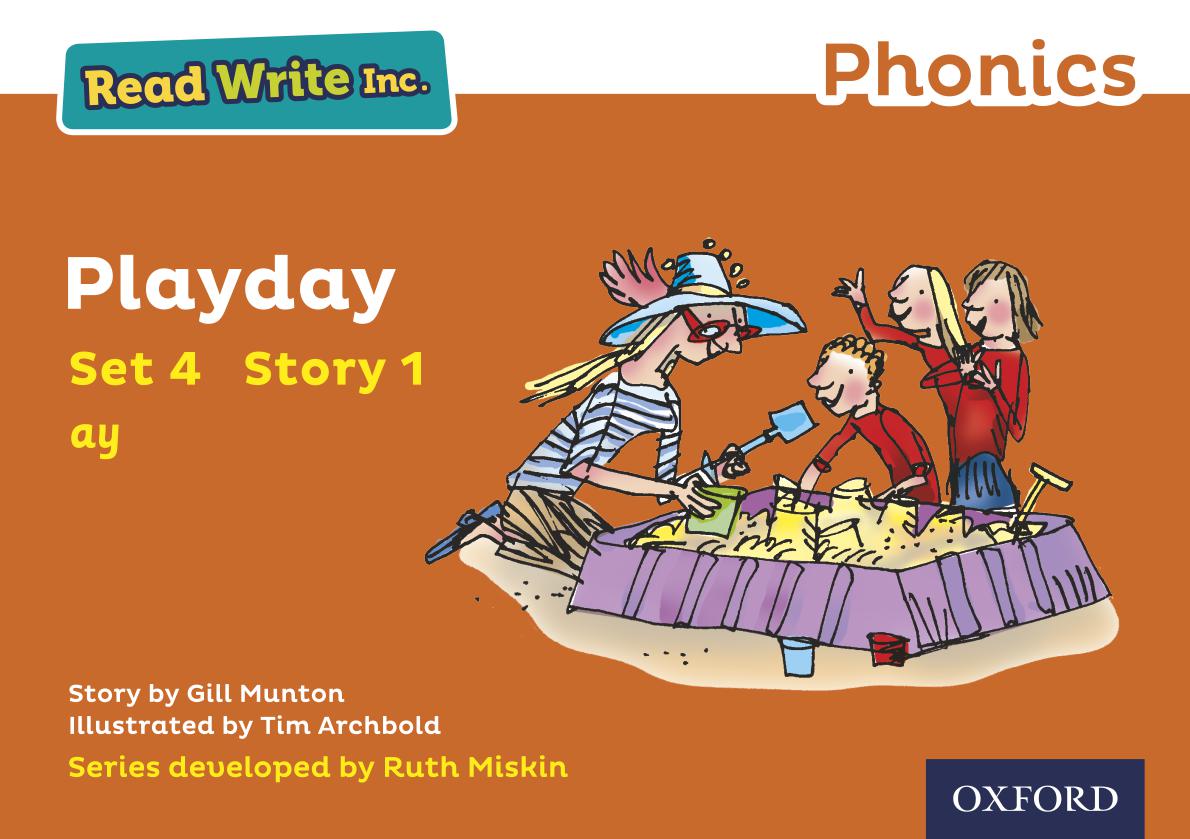 Read Write Inc.
Phonics
Playday
Set 4 Story 1
ay
Story by Gill Munton
Illustrated by Tim Archbold
Series developed by Ruth Miskin
OXFORD